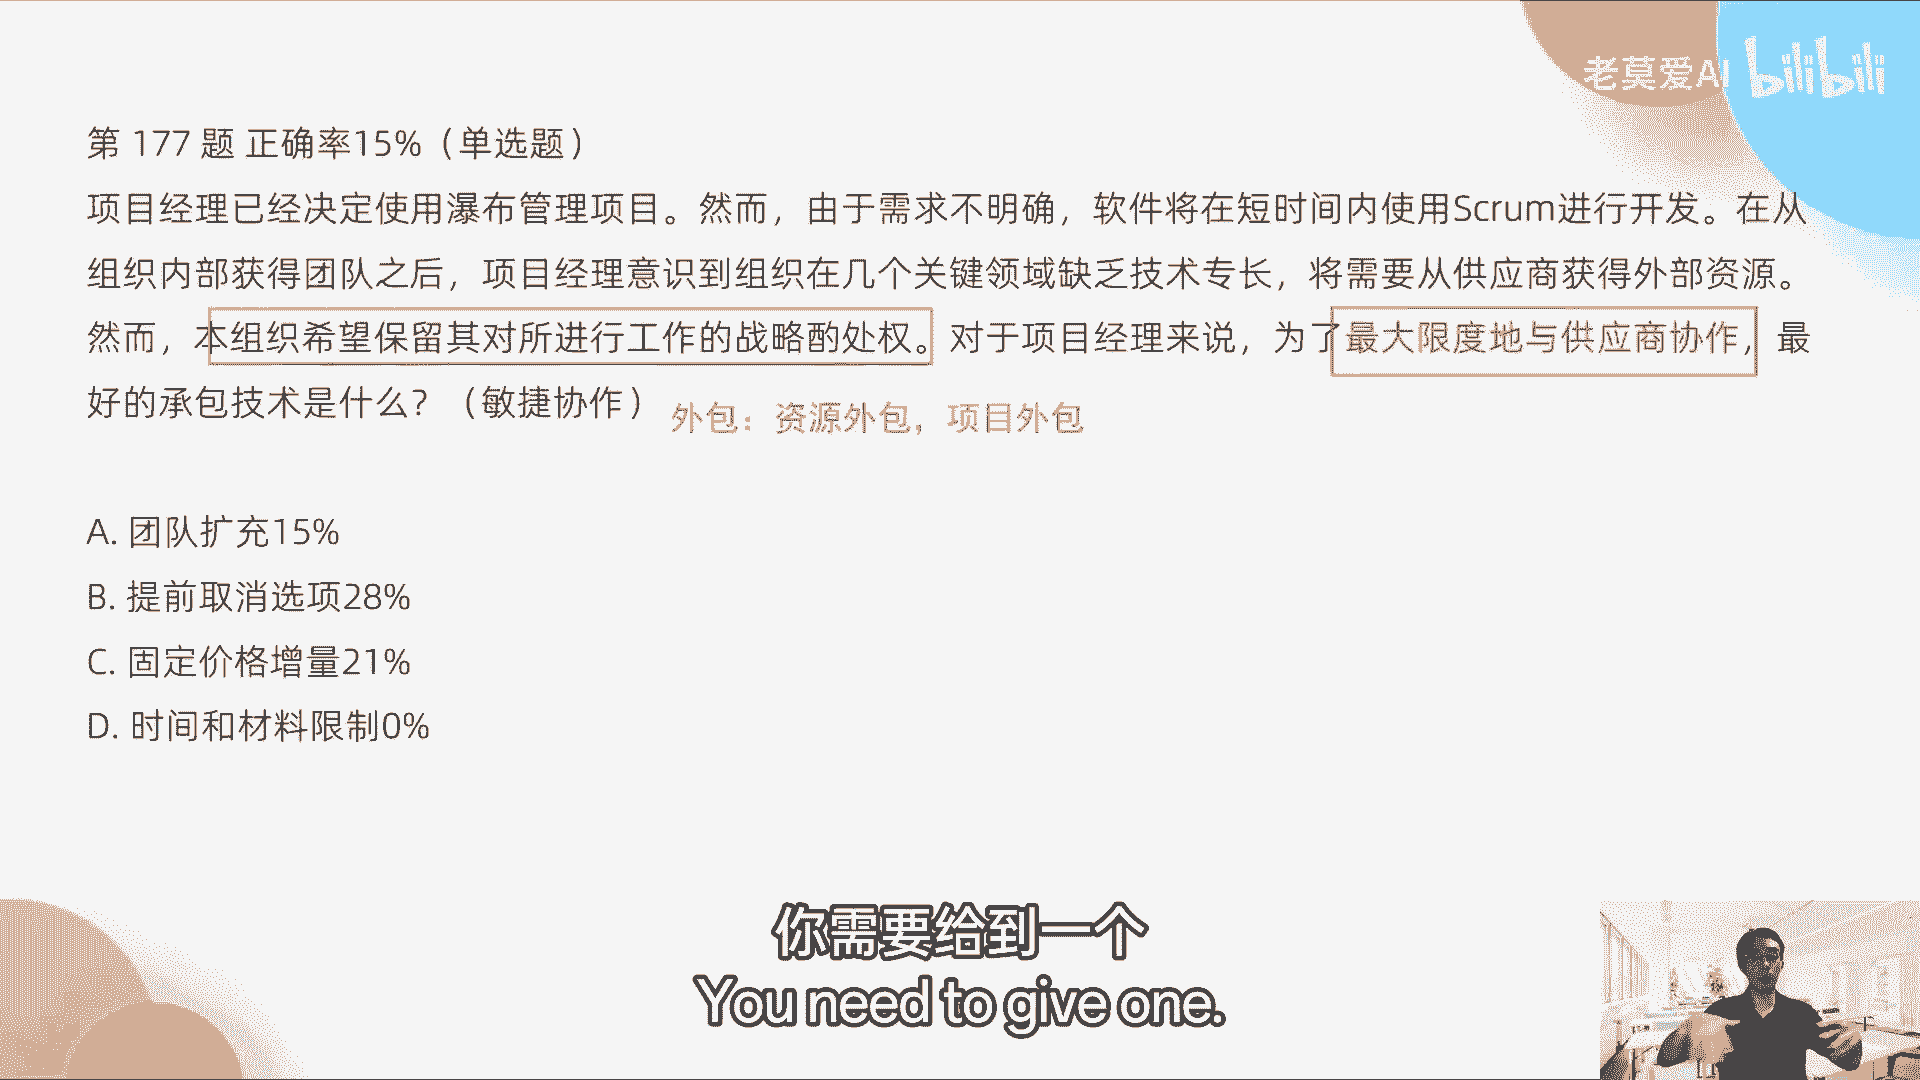 老莫爱AI bilibili
第 177 题 正确率15%（单选题）
项目经理已经决定使用瀑布管理项目。然而，由于需求不明确，软件将在短时间内使用Scrum进行开发。在从
组织内部获得团队之后，项目经理意识到组织在几个关键领域缺乏技术专长，将需要从供应商获得外部资源。
然而，本组织希望保留其对所进行工作的战略酌处权。对于项目经理来说，为了最大限度地与供应商协作，最
好的承包技术是什么？（敏捷协作）
外包：资源外包，项目外包
A. 团队扩充15%
B. 提前取消选项28%
C. 固定价格增量21%
D. 时间和材料限制0%
你需要给到一个
You need to give one.